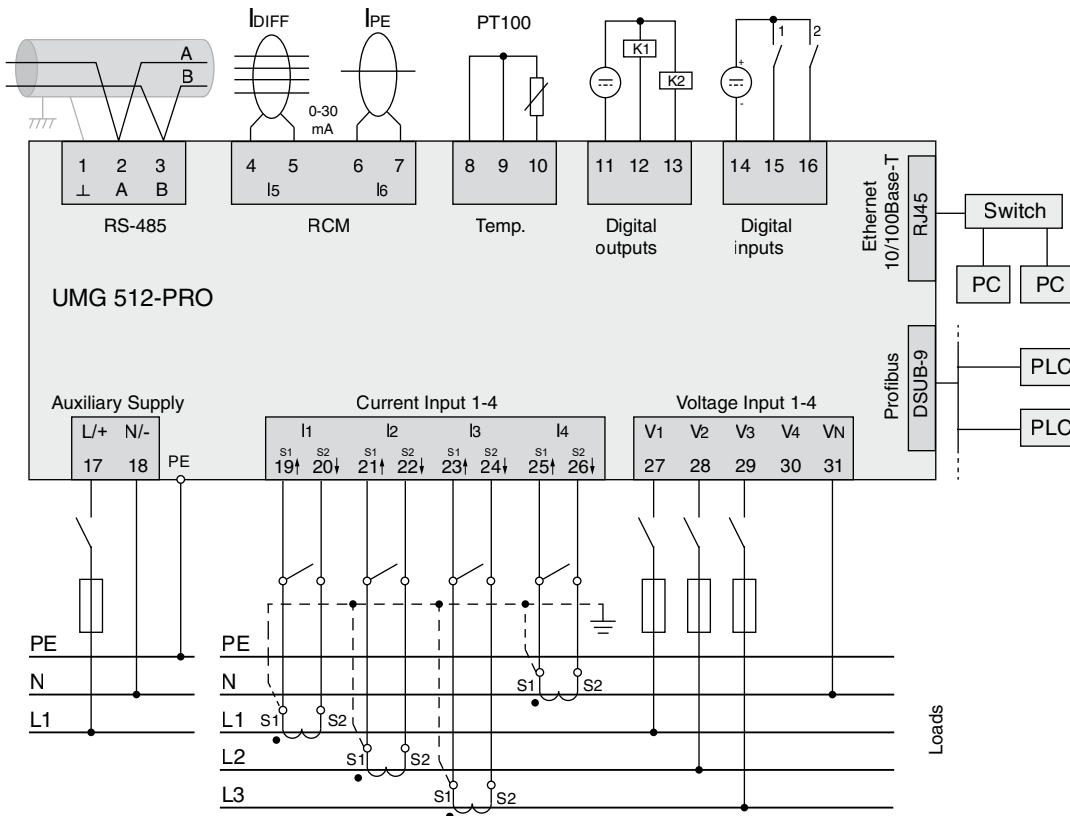 IDIFF IPE PT100
K1 K2
+ - 1 2
A
B
0-30
mA
1 2 3 4 5 6 7 8 9 10 11 12 13 14 15 16
⊥ A B I5 I6
RS-485 RCM Temp. Digital outputs Digital inputs
Ethernet
10/100Base-T
RJ45
Switch
PC PC
UMG 512-PRO
Profibus
DSUB-9
PLC
PLC
Auxiliary Supply Current Input 1-4 Voltage Input 1-4
L/+ N/- I1 I2 I3 I4 V1 V2 V3 V4 VN
S1 S2 S1 S2 S1 S2 S1 S2
17 18 PE 19 20 21 22 23 24 25 26 27 28 29 30 31
PE PE
N N S1 S2
L1 L1 S1 S2
L2 S1 S2
L3 S1 S2
Loads